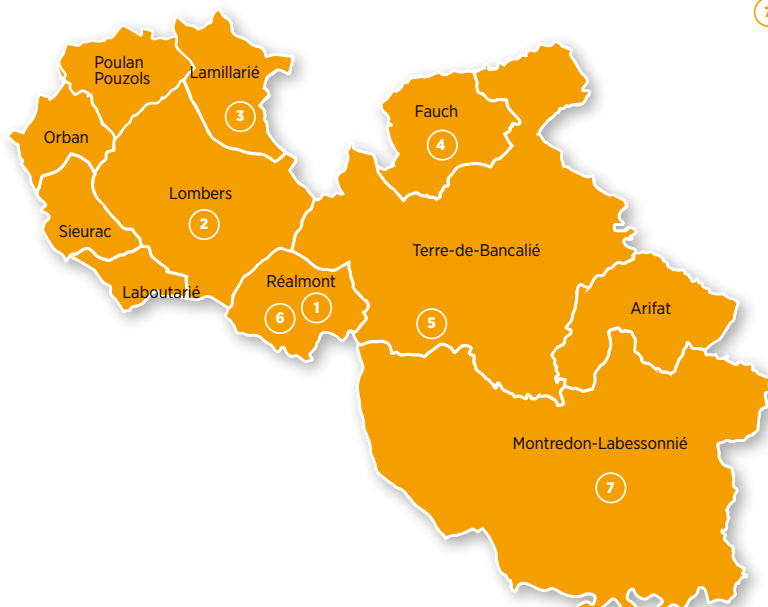 Poulan
Pouzols
Lamillarié
3
Fauch
4
Orban
Lombers
2
Sieurac
Terre-de-Bancalié
Laboutarié
Réalmont
6
1
5
Arifat
Montredon-Labessonnié
7